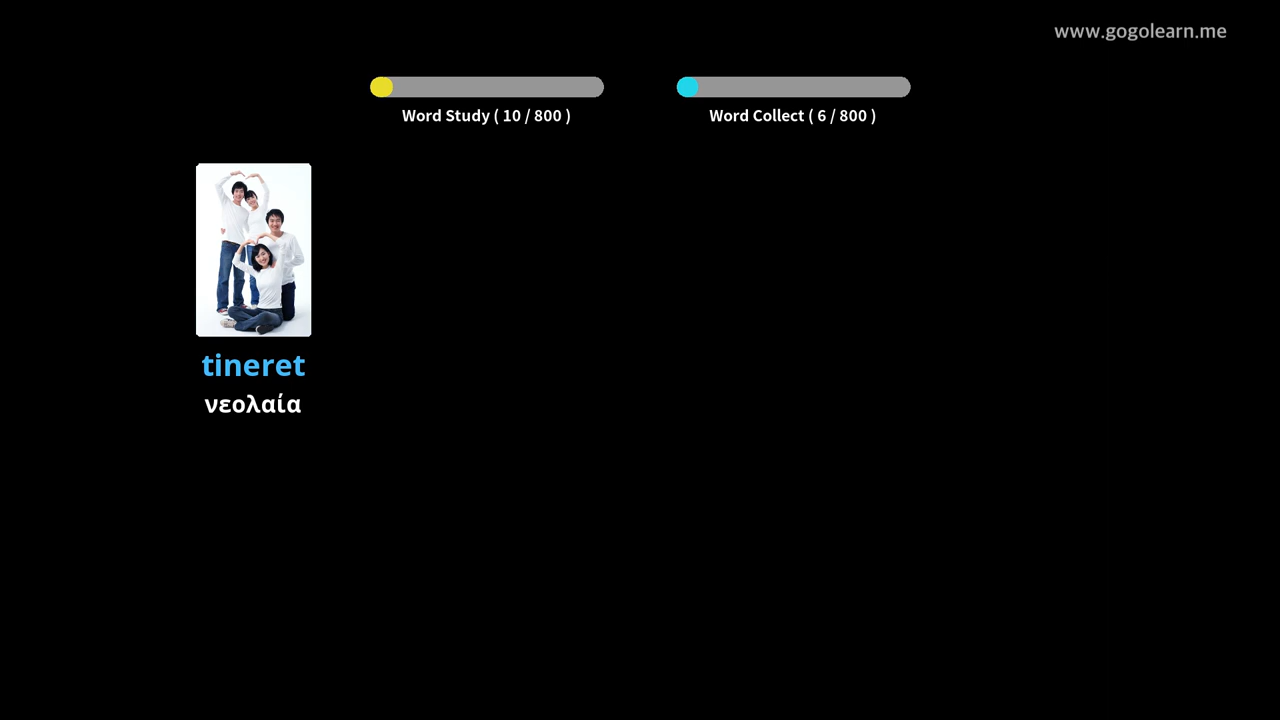 www.gogolearn.me
Word Study ( 10 / 800 )
Word Collect ( 6 / 800 )
tineret
νεολαία